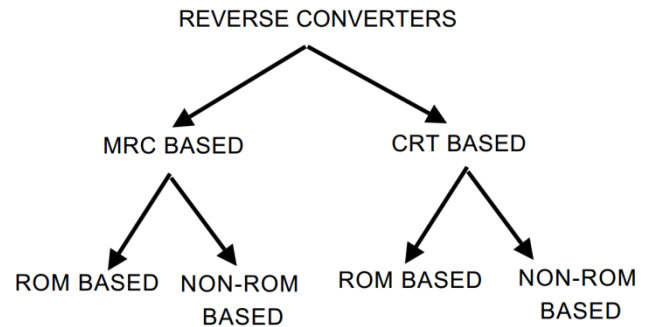 REVERSE CONVERTERS
MRC BASED
CRT BASED
ROM BASED
NON-ROM
BASED
ROM BASED
NON-ROM
BASED